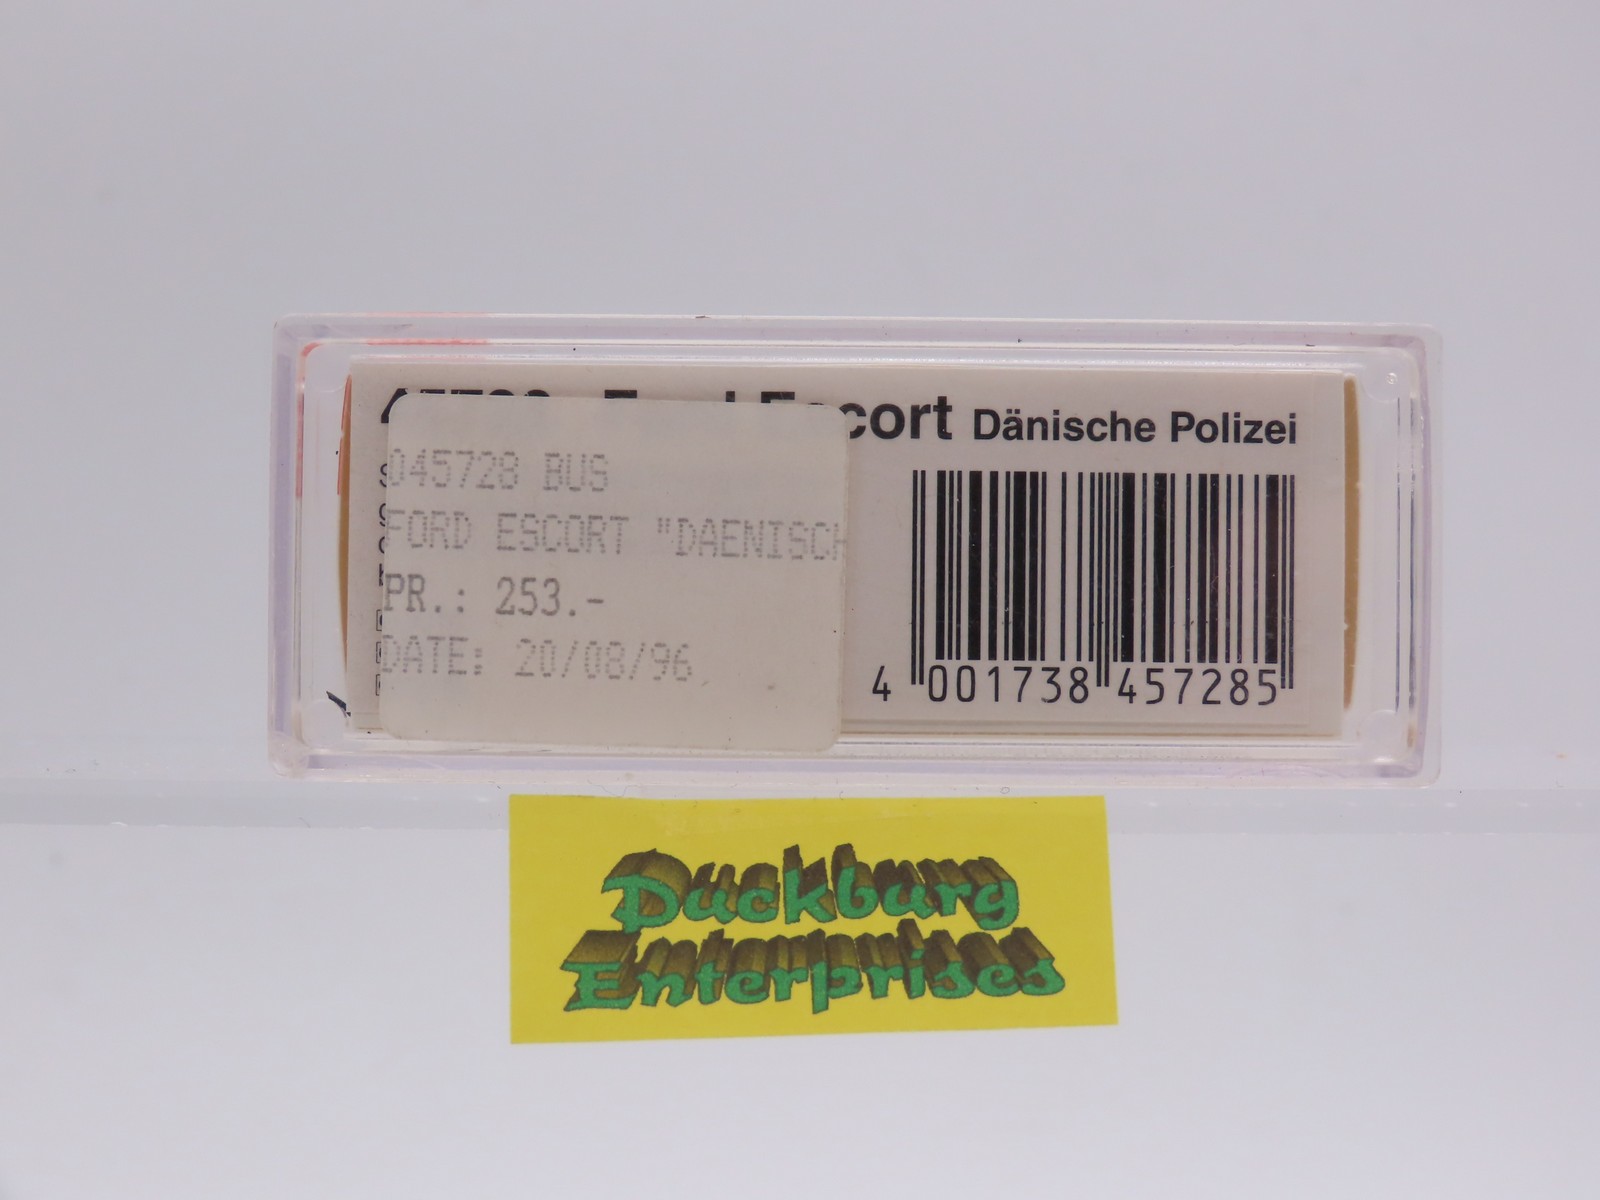 cort Dänische Polizei
045728 BUS
FORD ESCORT "DAENISCH
PR.: 253.-
DATE: 20/08/96
4 001738 457285
Duckburg
Enterprises